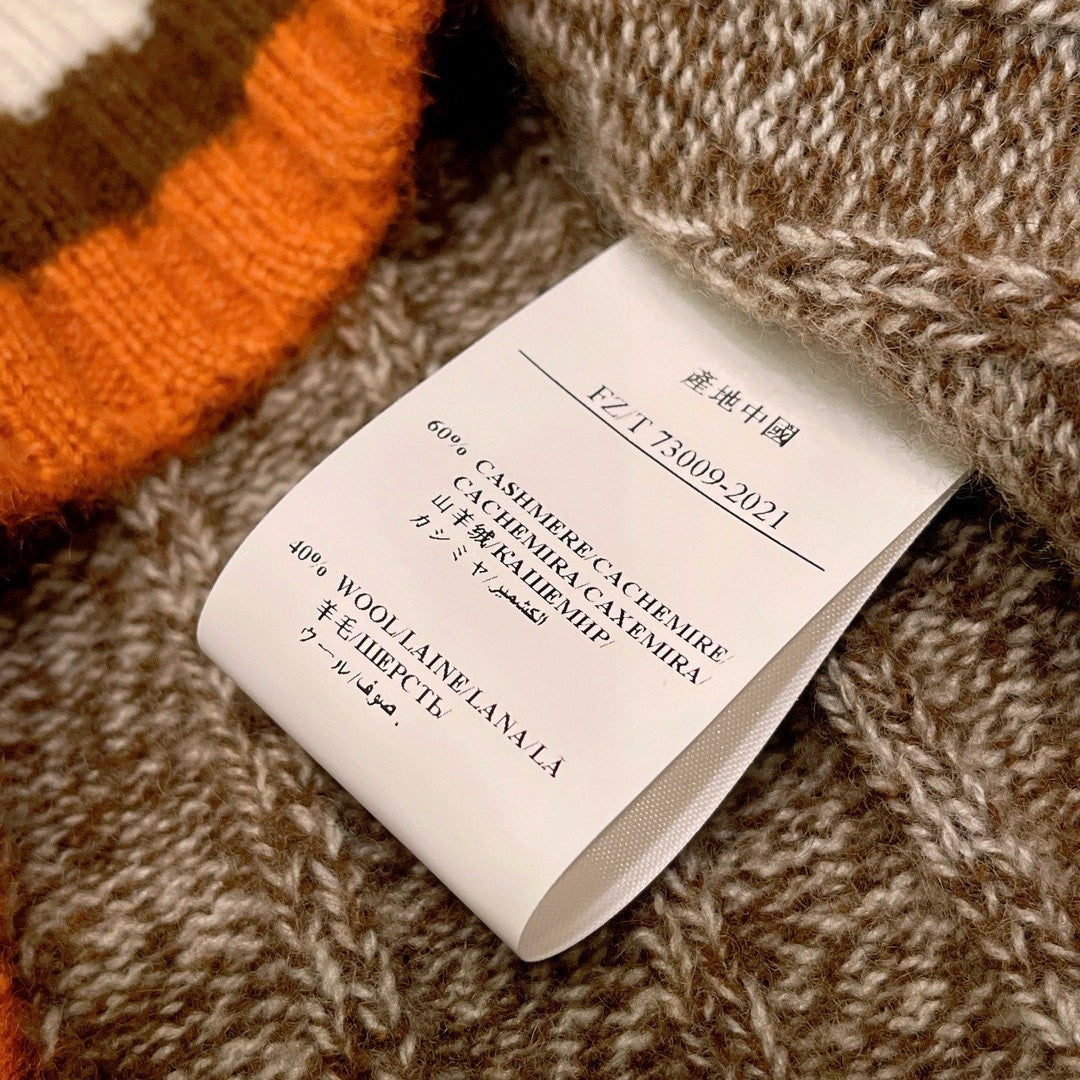 產地中國
FZ/T 73009-2021
60% CASHMERE/CACHEMIRE/
CACHEMIRA/CAXEMIRA/
山羊绒/КАШЕМИР/
カシミヤ/الكشمير/
40% WOOL/LAINE/LANA/LÃ
羊毛/ШЕРСТЬ/
ウール/صوف.